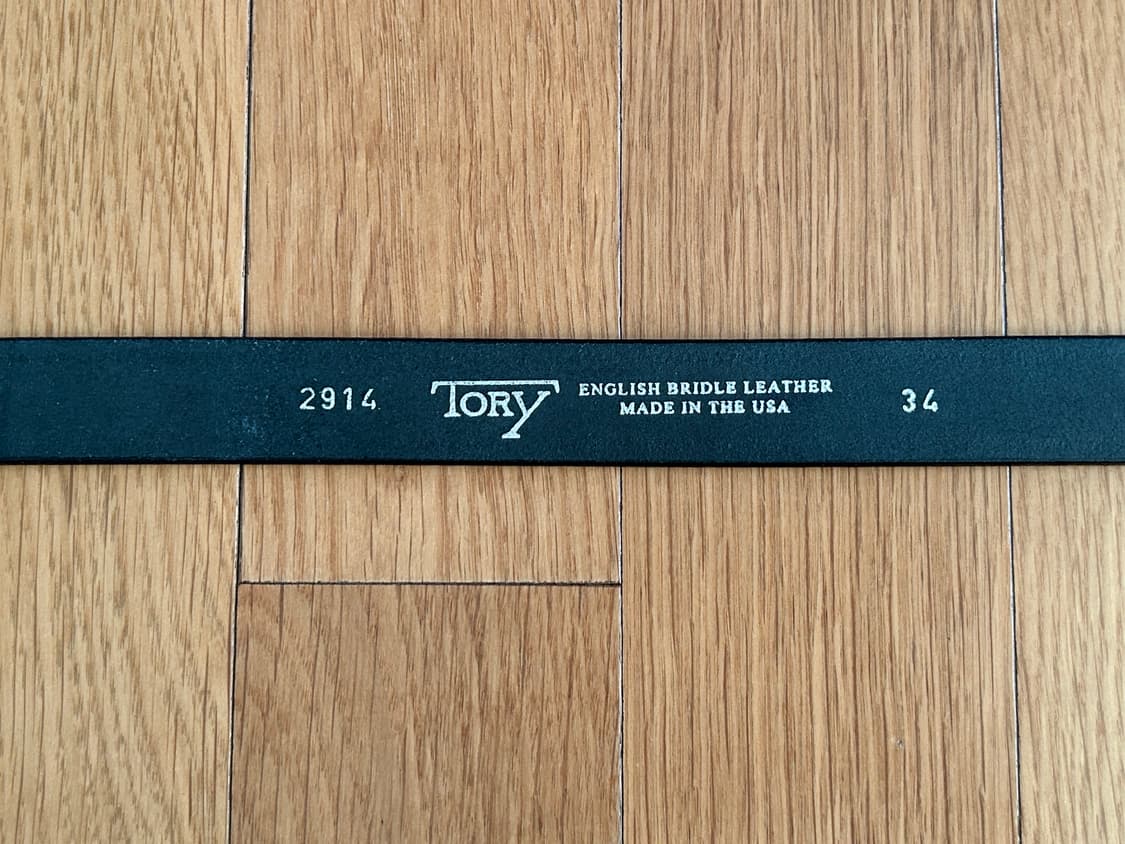 2914 TORY ENGLISH BRIDLE LEATHER 34
MADE IN THE USA